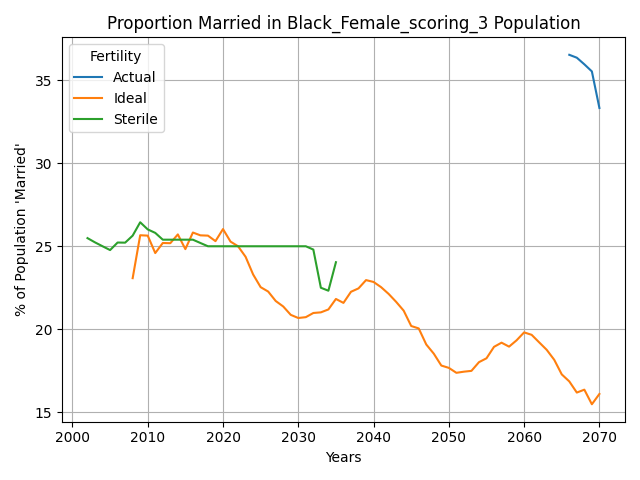 Proportion Married in Black_Female_scoring_3 Population
Fertility
Actual
Ideal
Sterile
% of Population 'Married'
35
30
25
20
15
2000 2010 2020 2030 2040 2050 2060 2070
Years